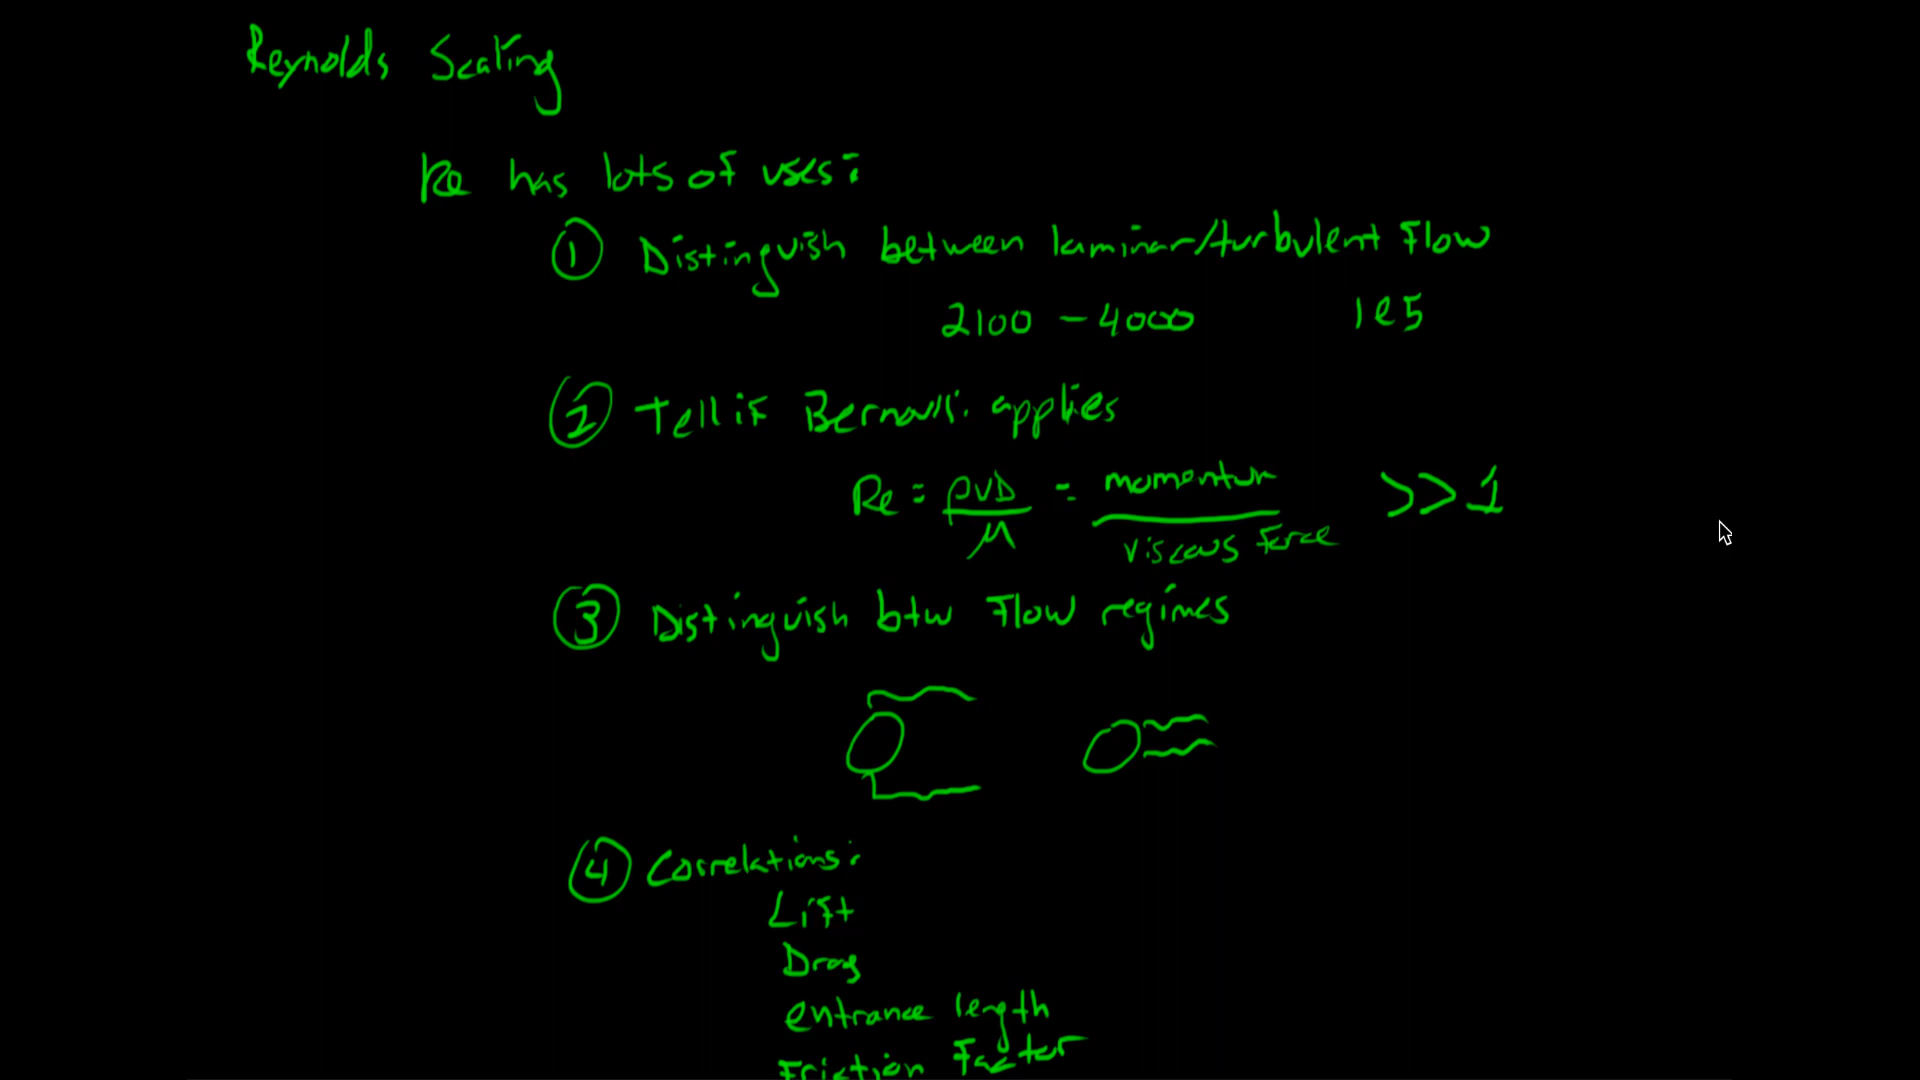 Reynolds Scaling
Re has lots of uses:
① Distinguish between laminar/turbulent Flow
2100 - 4000 1e5
② Tell if Bernoulli applies
Re = ρVD / μ = momentum / viscous Force >> 1
③ Distinguish btw Flow regimes
④ Correlations:
Lift
Drag
entrance length
Friction Factor